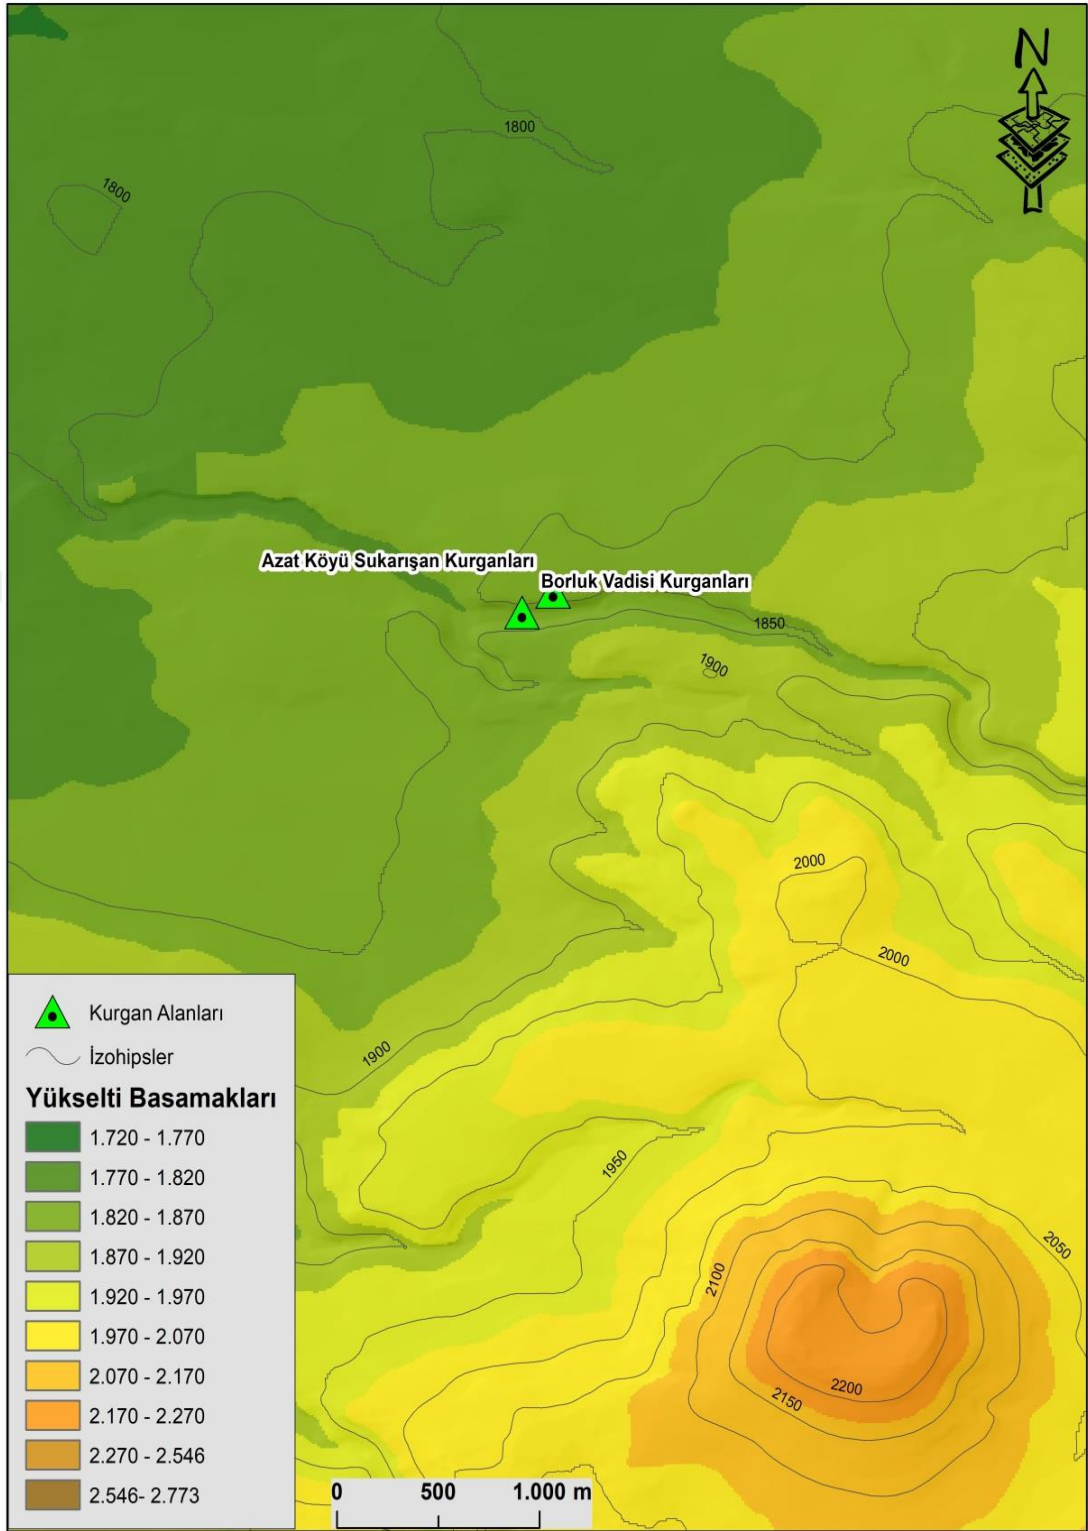 N
1800
1800
Azat Köyü Sukarışan Kurganları
Borluk Vadisi Kurganları
1850
1900
2000
2000
1900
1950
2050
2100
2200
2150
Kurgan Alanları
İzohipsler
Yükselti Basamakları
1.720 - 1.770
1.770 - 1.820
1.820 - 1.870
1.870 - 1.920
1.920 - 1.970
1.970 - 2.070
2.070 - 2.170
2.170 - 2.270
2.270 - 2.546
2.546- 2.773
0 500 1.000 m